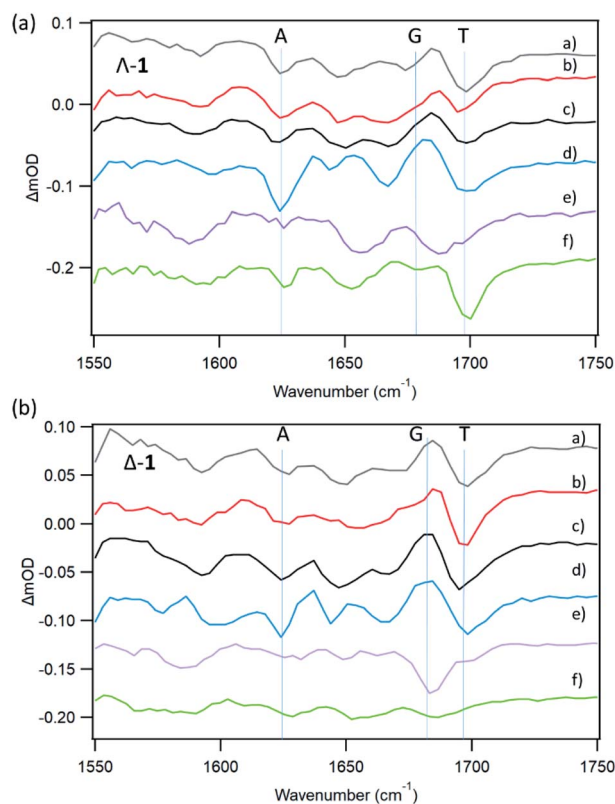 (a)
A G T
Λ-1
a)
b)
c)
d)
e)
f)
0.1
0.0
-0.1
-0.2
ΔmOD
1550 1600 1650 1700 1750
Wavenumber (cm⁻¹)
(b)
A G T
Δ-1
a)
b)
c)
d)
e)
f)
0.10
0.05
0.00
-0.05
-0.10
-0.15
-0.20
ΔmOD
1550 1600 1650 1700 1750
Wavenumber (cm⁻¹)